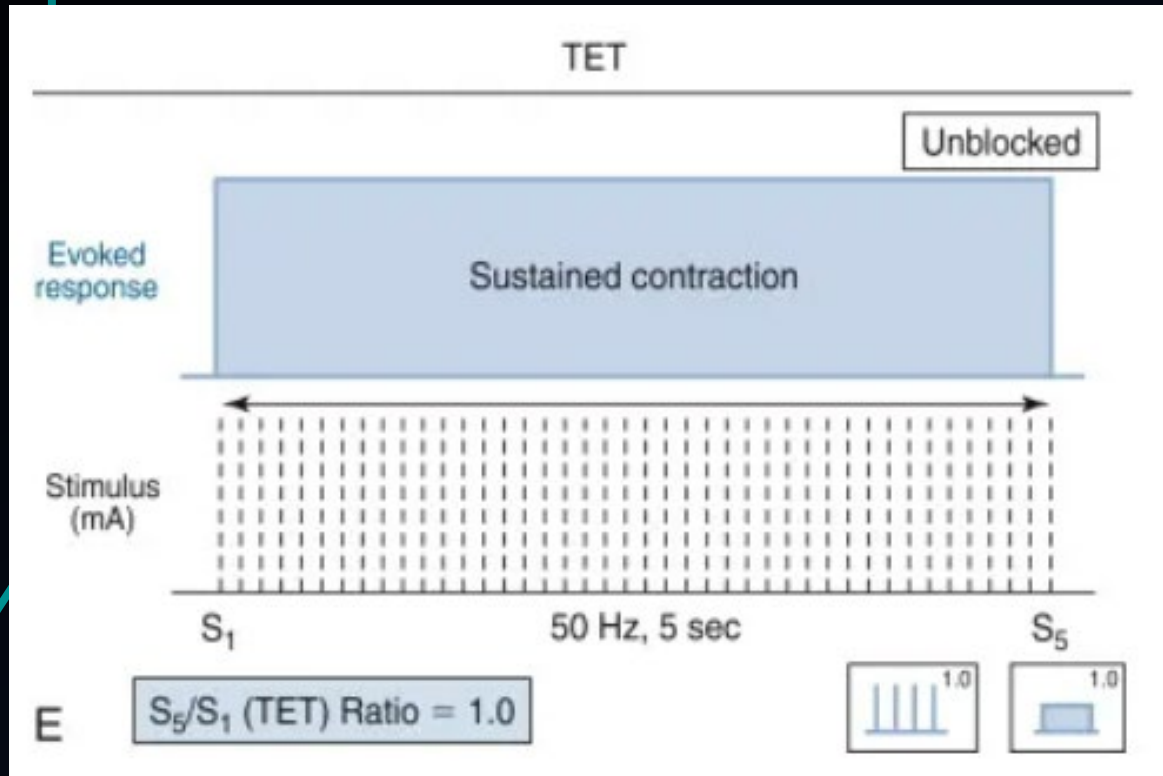 TET
Unblocked
Evoked
response
Sustained contraction
Stimulus
(mA)
S₁
50 Hz, 5 sec
S₅
E
S₅/S₁ (TET) Ratio = 1.0
1.0
1.0